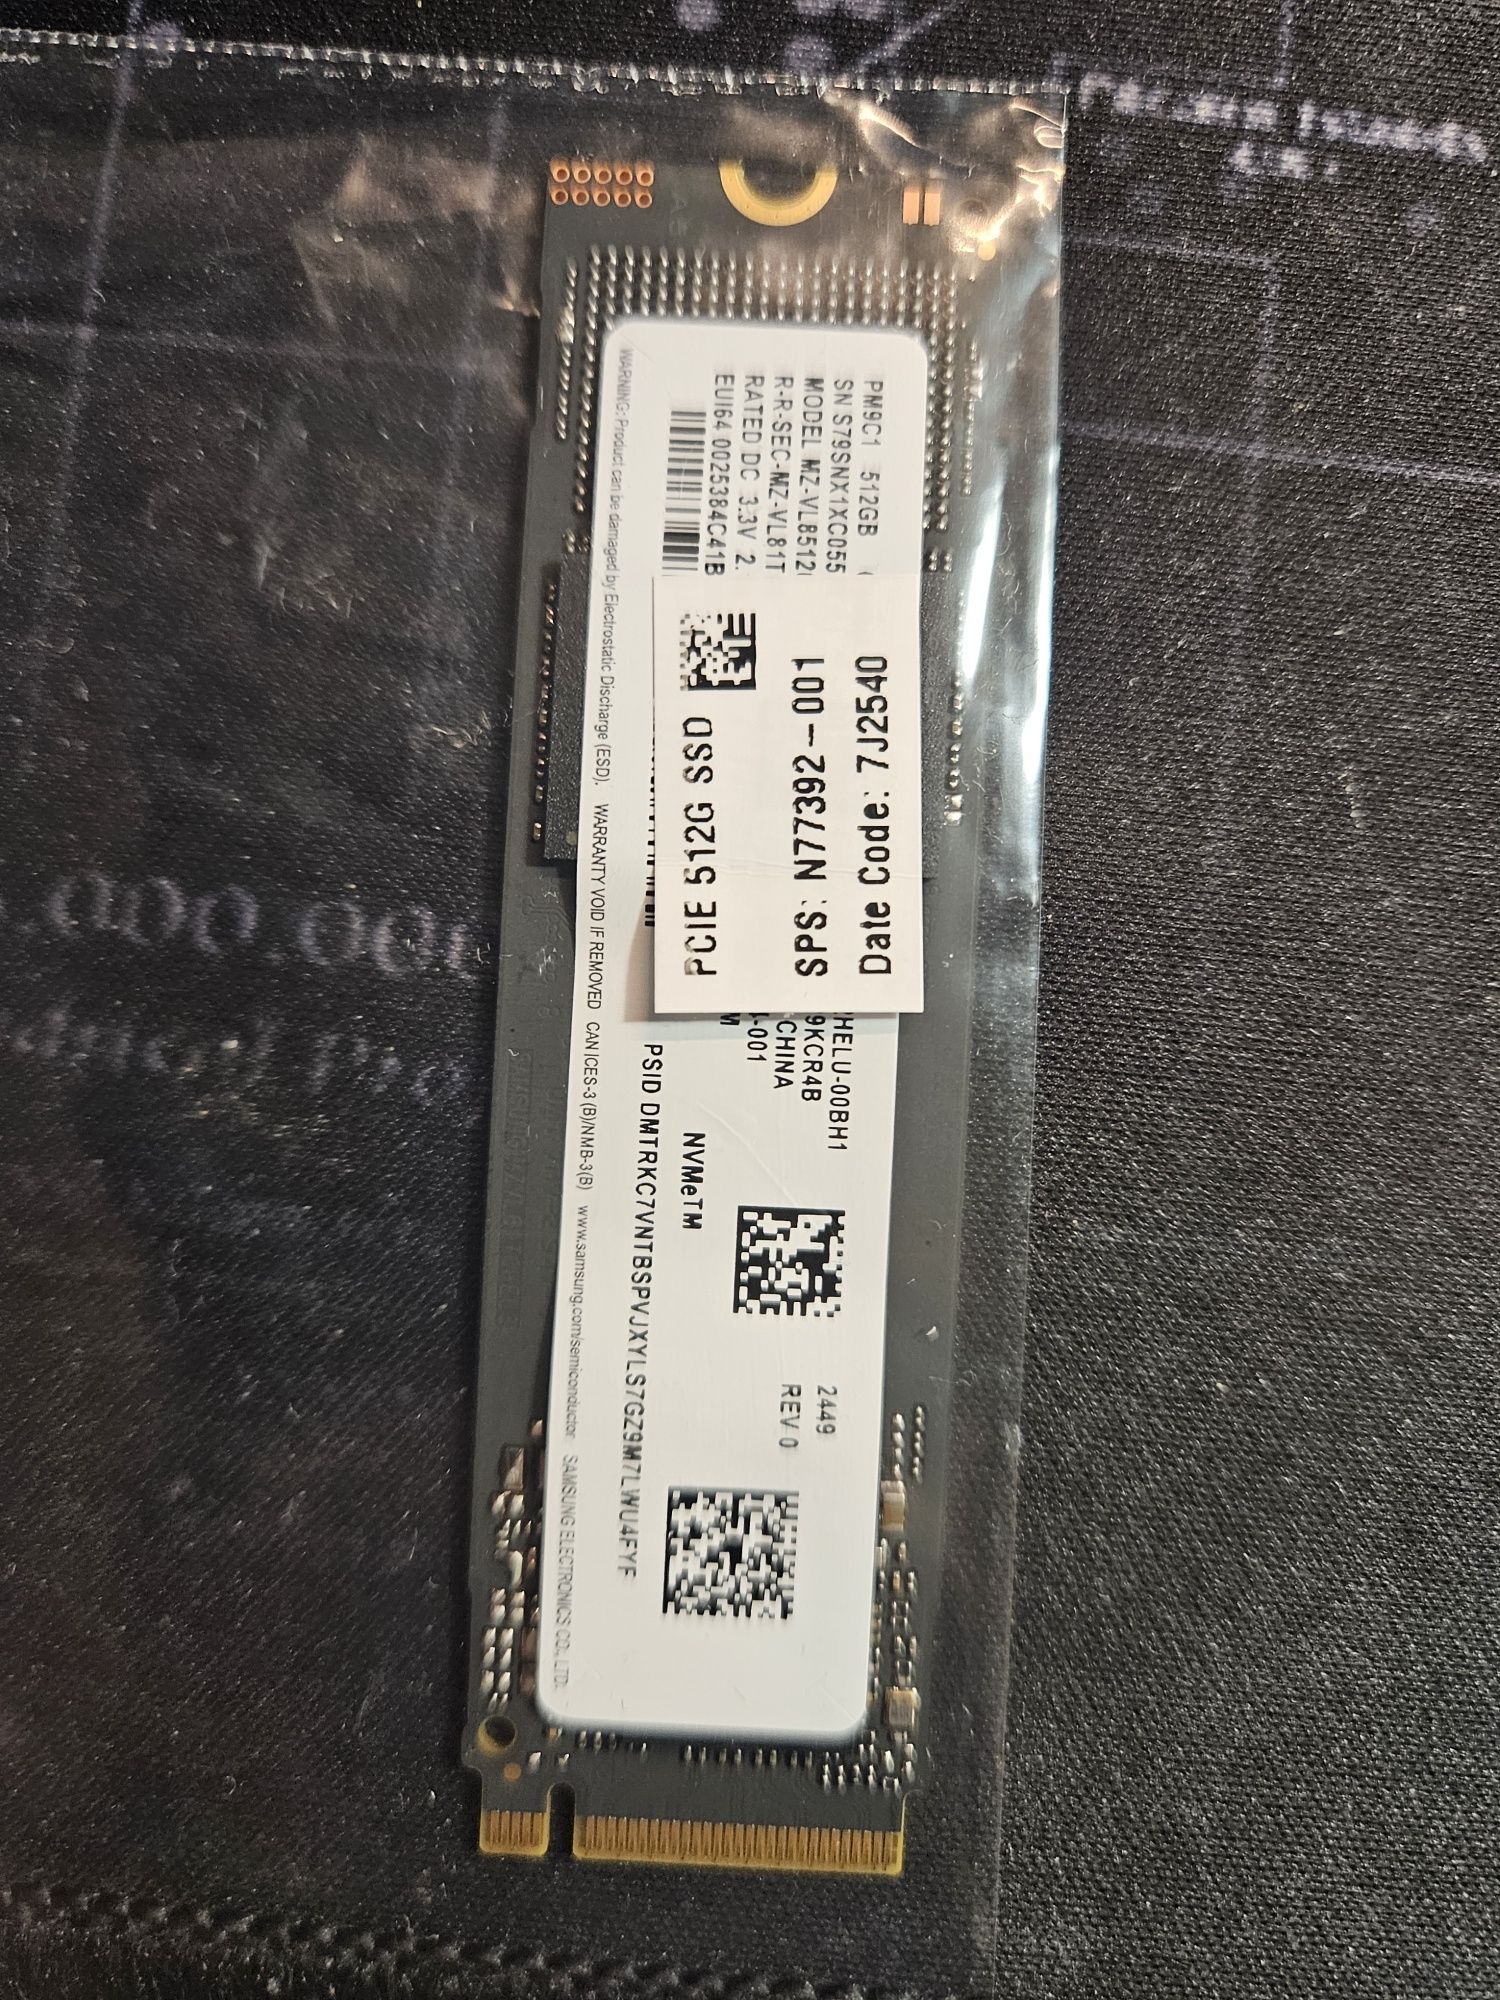 PM9C1 512GB
SN S79SNX1XC055
MODEL MZ-VL8512
HELU-00BH1
R-R-SEC-MZ-VL81T
9KCR4B
RATED DC 3.3V 2.
CHINA
EUI64 0025384C41B
-001
M
2449
REV 0
NVMeTM
PSID DMTRKC7VNTBSPVJXYLS7GZ9M7LWU4FYF
WARNING: Product can be damaged by Electrostatic Discharge (ESD). WARRANTY VOID IF REMOVED CAN ICES-3 (B)/NMB-3(B) www.samsung.com/semiconductor SAMSUNG ELECTRONICS CO., LTD.
PCIE 512G SSD
SPS: N77392-001
Date Code: 7J2540